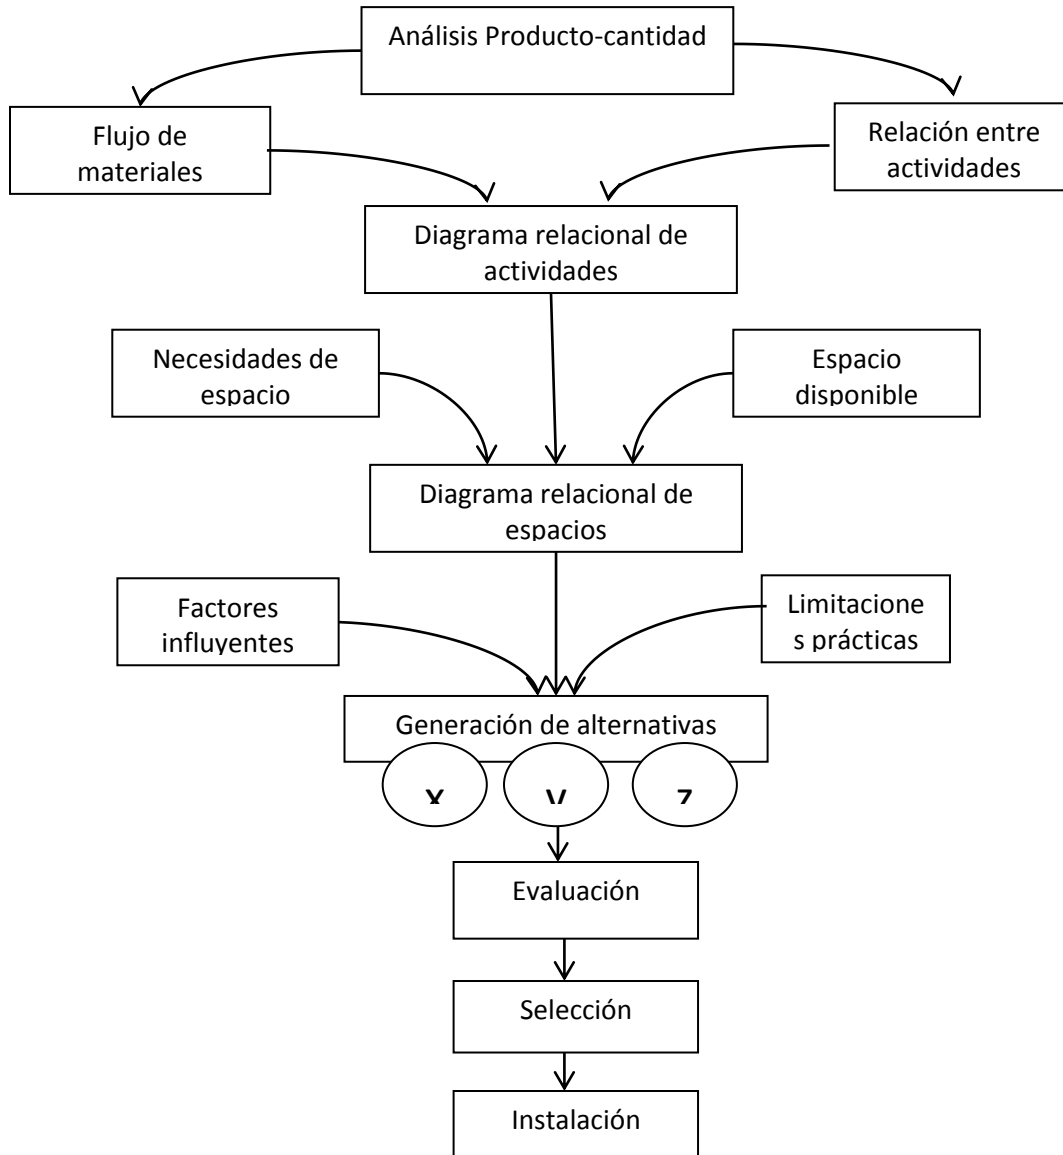 Análisis Producto-cantidad
Flujo de
materiales
Relación entre
actividades
Diagrama relacional de
actividades
Necesidades de
espacio
Espacio
disponible
Diagrama relacional de
espacios
Factores
influyentes
Limitacione
s prácticas
Generación de alternativas
Evaluación
Selección
Instalación